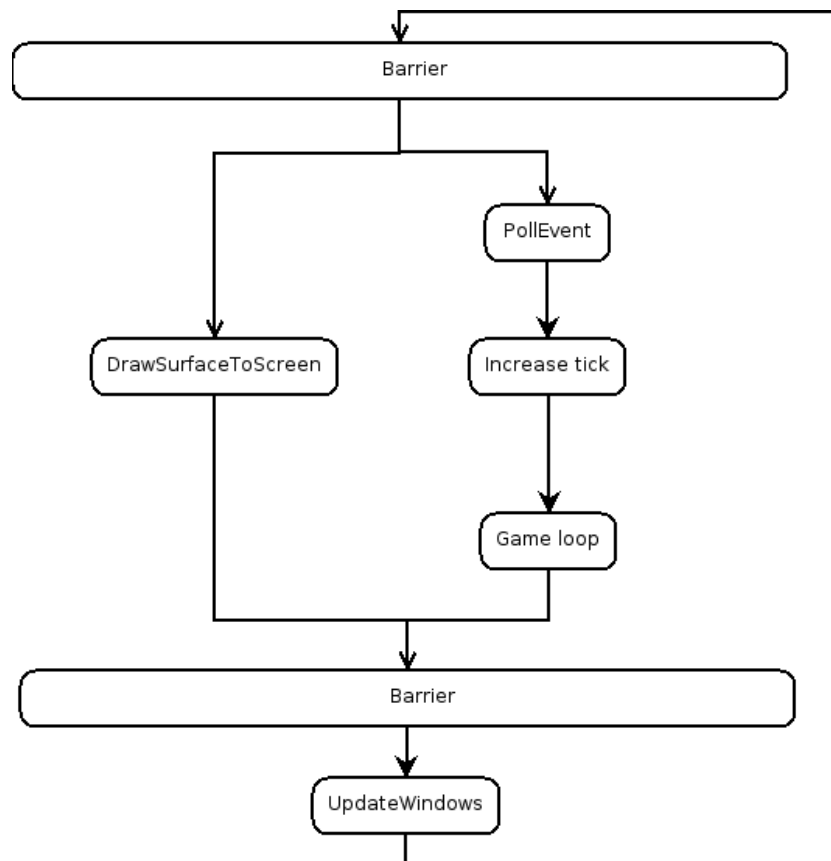 Barrier
PollEvent
DrawSurfaceToScreen
Increase tick
Game loop
Barrier
UpdateWindows